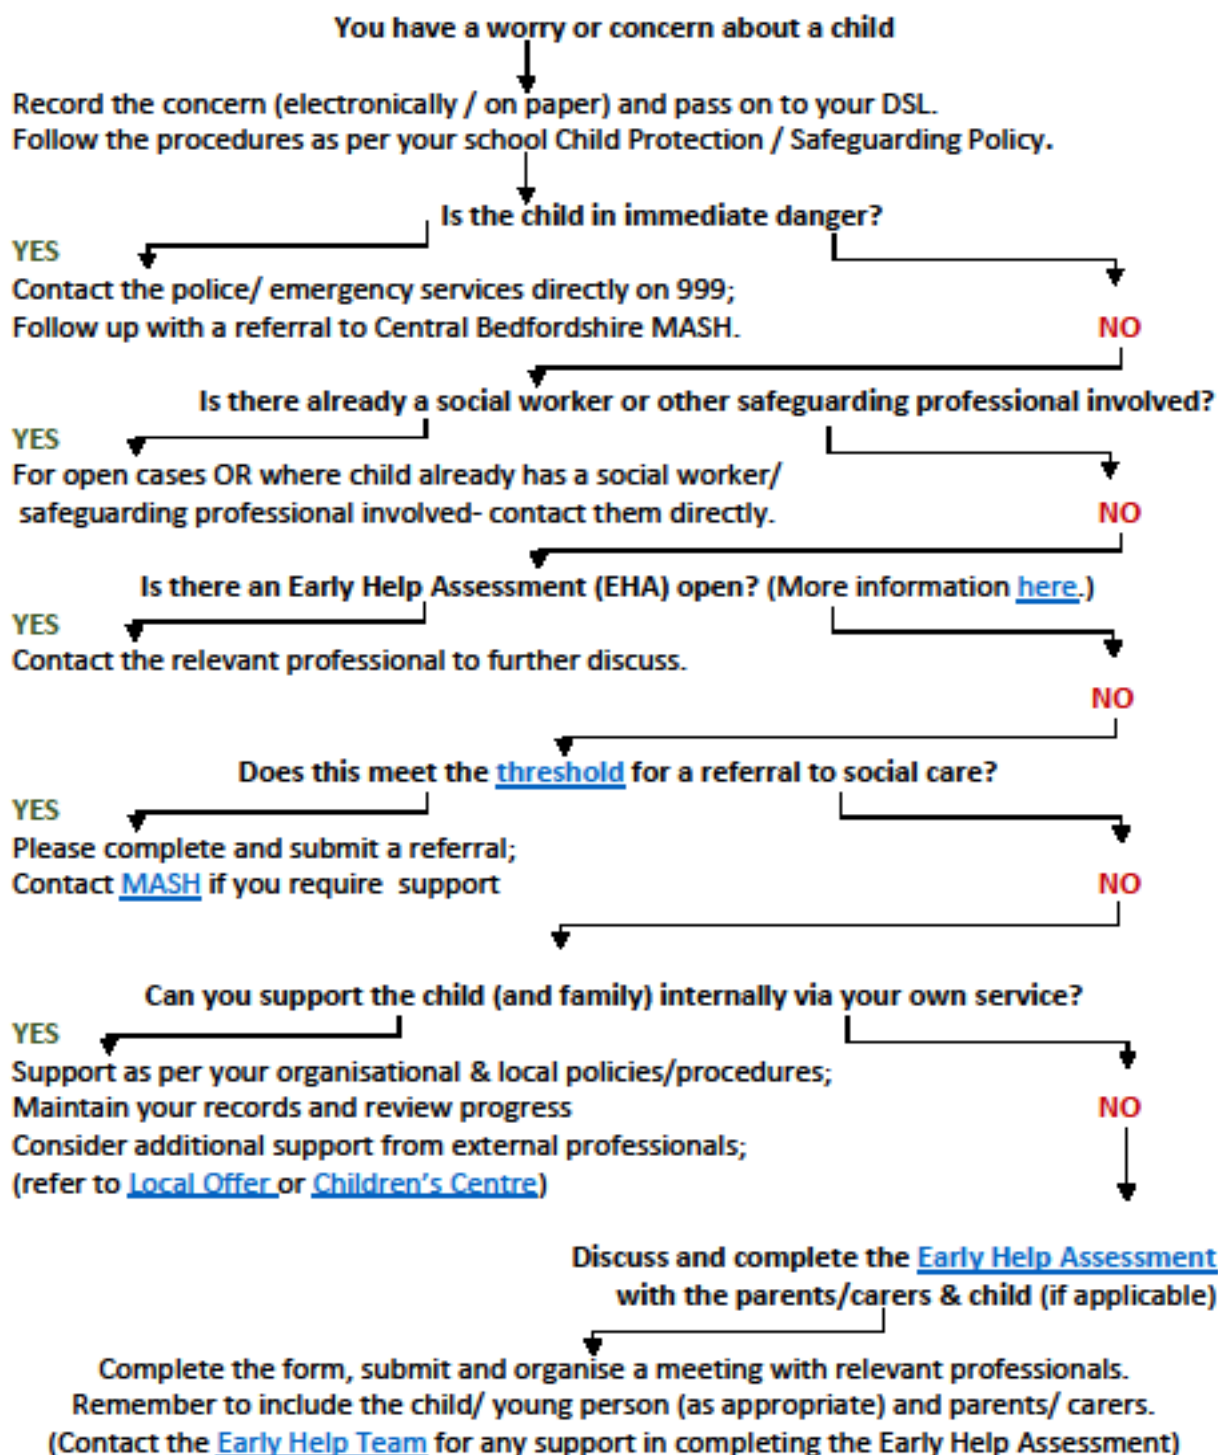 You have a worry or concern about a child
Record the concern (electronically / on paper) and pass on to your DSL.
Follow the procedures as per your school Child Protection / Safeguarding Policy.
Is the child in immediate danger?
YES
Contact the police/ emergency services directly on 999;
Follow up with a referral to Central Bedfordshire MASH.
NO
Is there already a social worker or other safeguarding professional involved?
YES
For open cases OR where child already has a social worker/
safeguarding professional involved- contact them directly.
NO
Is there an Early Help Assessment (EHA) open? (More information here.)
YES
Contact the relevant professional to further discuss.
NO
Does this meet the threshold for a referral to social care?
YES
Please complete and submit a referral;
Contact MASH if you require  support
NO
Can you support the child (and family) internally via your own service?
YES
Support as per your organisational & local policies/procedures;
Maintain your records and review progress
NO
Consider additional support from external professionals;
(refer to Local Offer or Children's Centre)
Discuss and complete the Early Help Assessment
with the parents/carers & child (if applicable)
Complete the form, submit and organise a meeting with relevant professionals.
Remember to include the child/ young person (as appropriate) and parents/ carers.
(Contact the Early Help Team for any support in completing the Early Help Assessment)